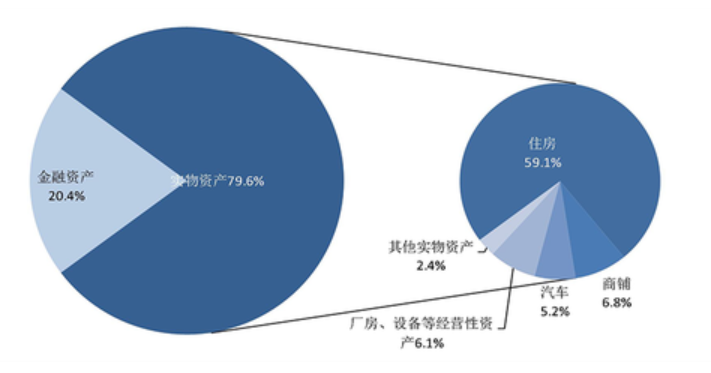 金融资产
20.4%
实物资产79.6%
住房
59.1%
其他实物资产
2.4%
厂房、设备等经营性资
产6.1%
汽车
5.2%
商铺
6.8%